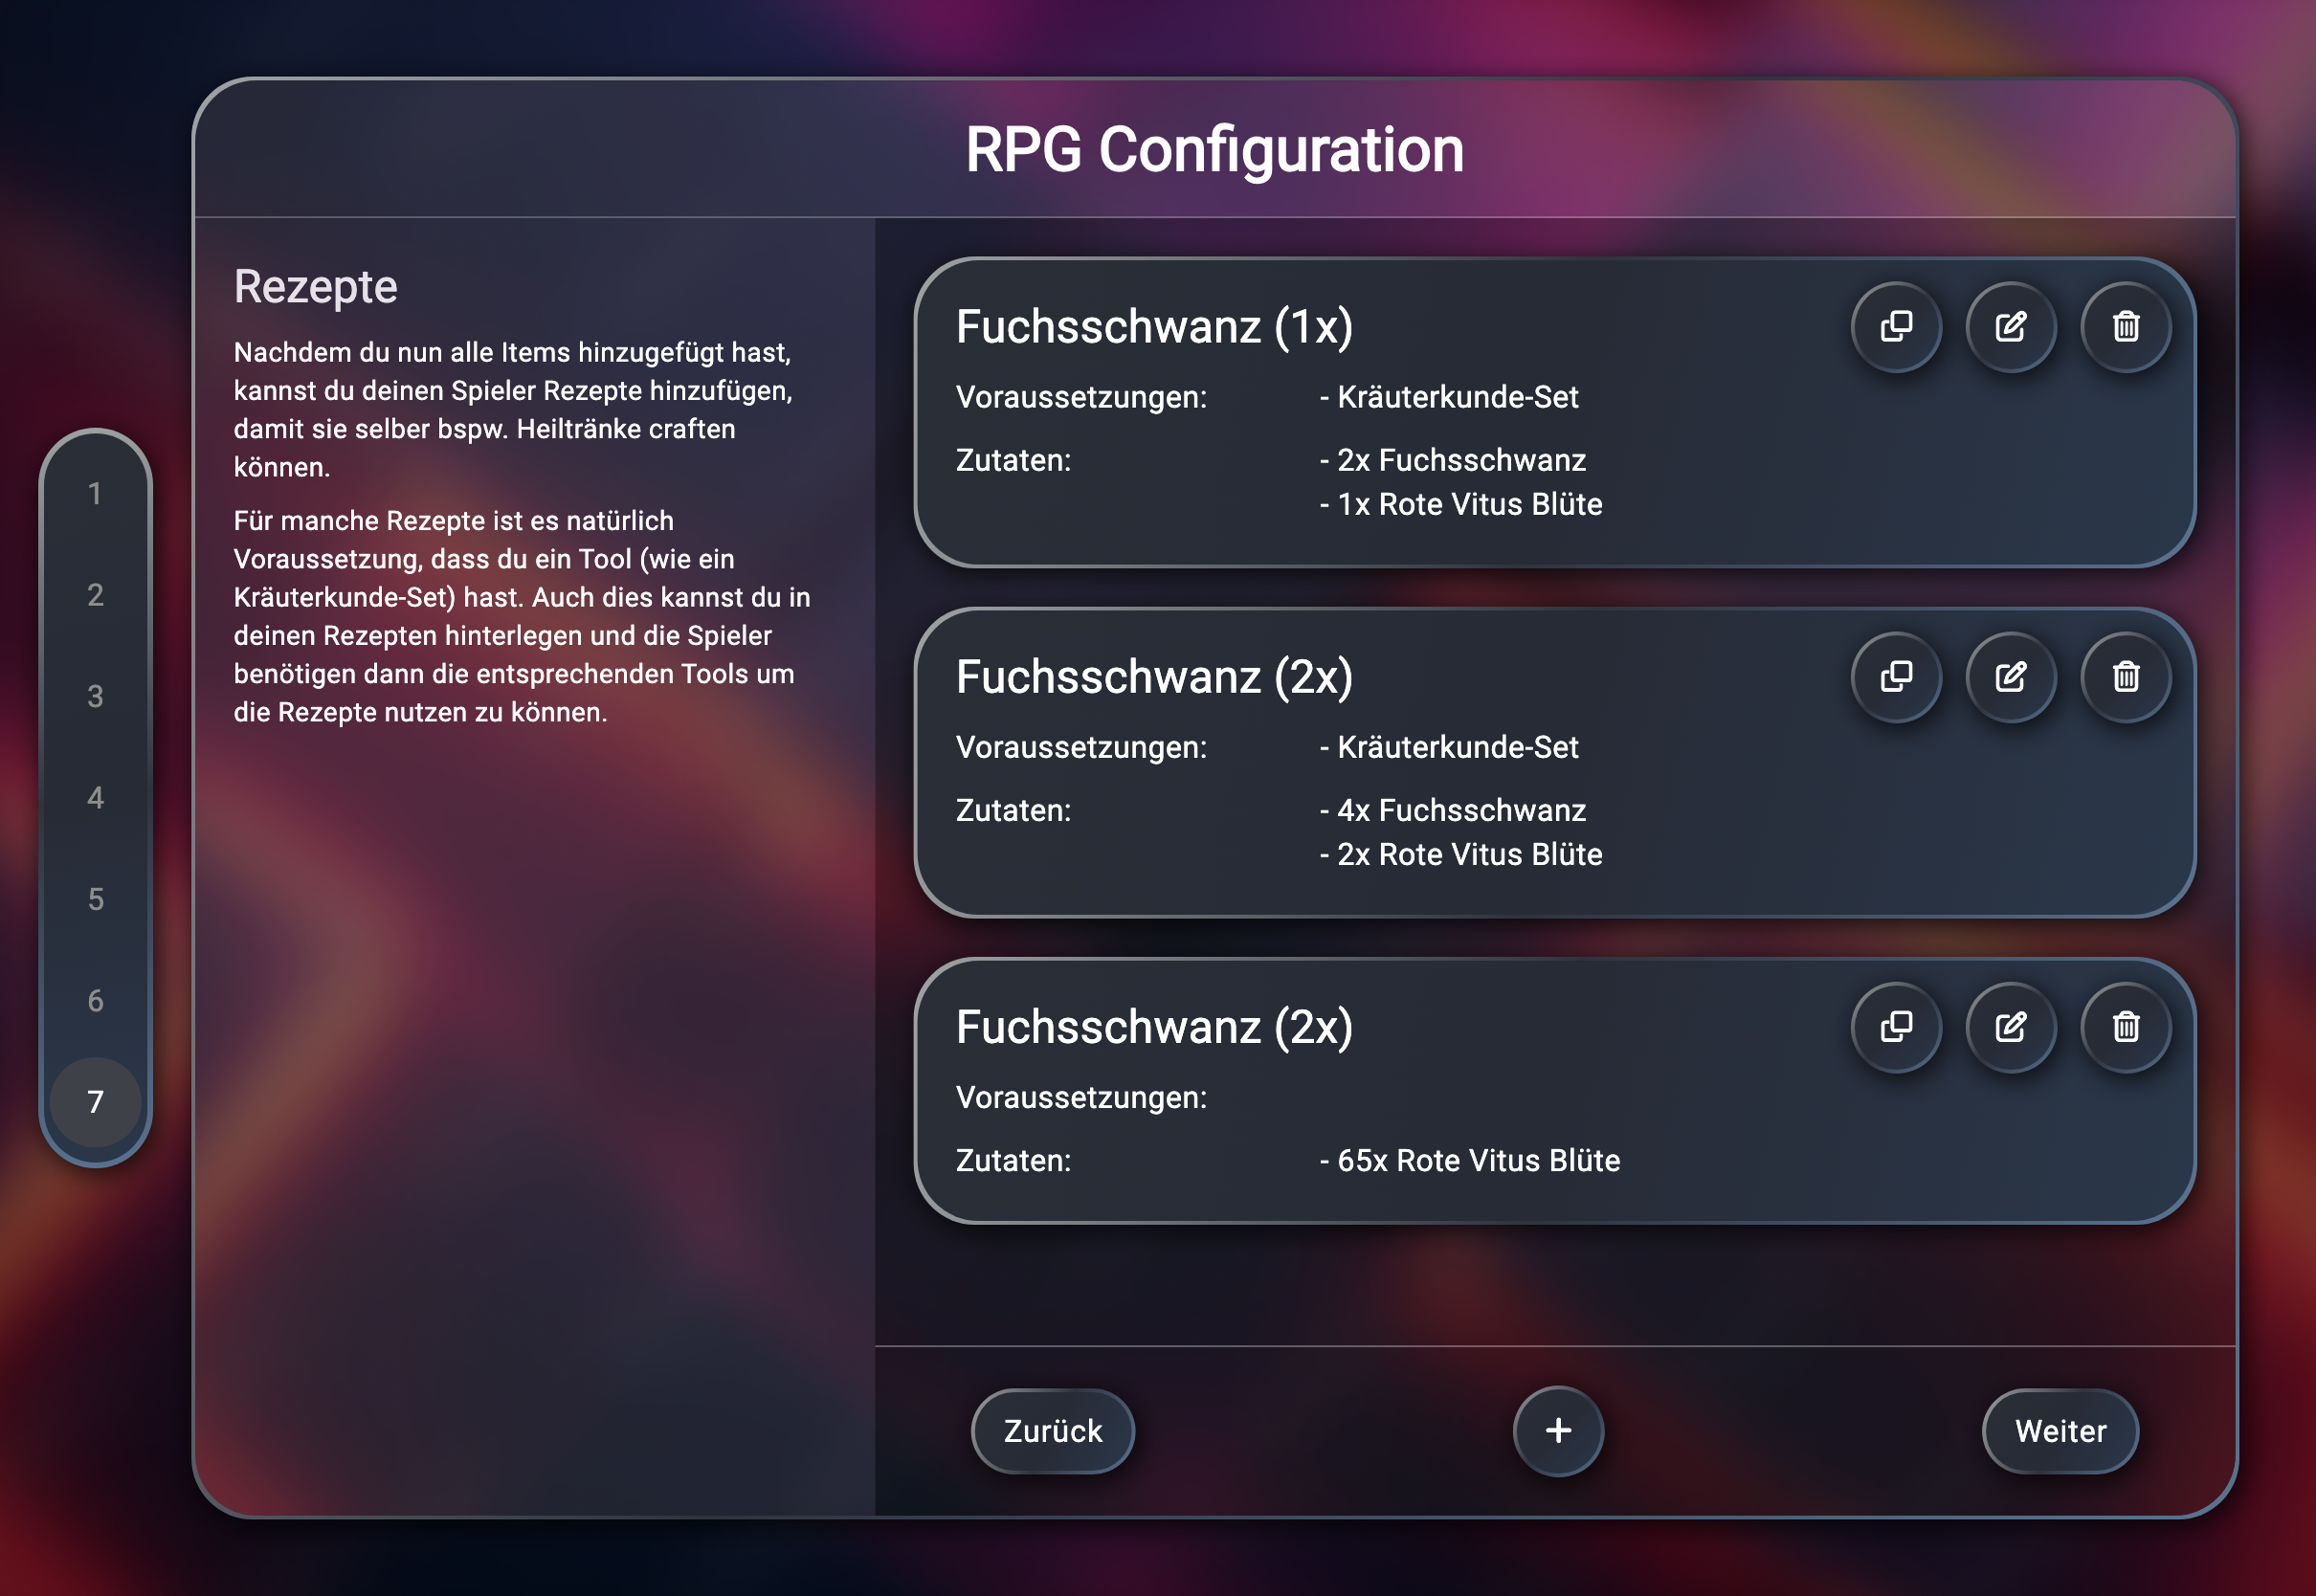 RPG Configuration
1
2
3
4
5
6
7
Rezepte
Nachdem du nun alle Items hinzugefügt hast,
kannst du deinen Spieler Rezepte hinzufügen,
damit sie selber bspw. Heiltränke craften
können.
Für manche Rezepte ist es natürlich
Voraussetzung, dass du ein Tool (wie ein
Kräuterkunde-Set) hast. Auch dies kannst du in
deinen Rezepten hinterlegen und die Spieler
benötigen dann die entsprechenden Tools um
die Rezepte nutzen zu können.
Fuchsschwanz (1x)
Voraussetzungen: - Kräuterkunde-Set
Zutaten: - 2x Fuchsschwanz
- 1x Rote Vitus Blüte
Fuchsschwanz (2x)
Voraussetzungen: - Kräuterkunde-Set
Zutaten: - 4x Fuchsschwanz
- 2x Rote Vitus Blüte
Fuchsschwanz (2x)
Voraussetzungen:
Zutaten: - 65x Rote Vitus Blüte
Zurück + Weiter